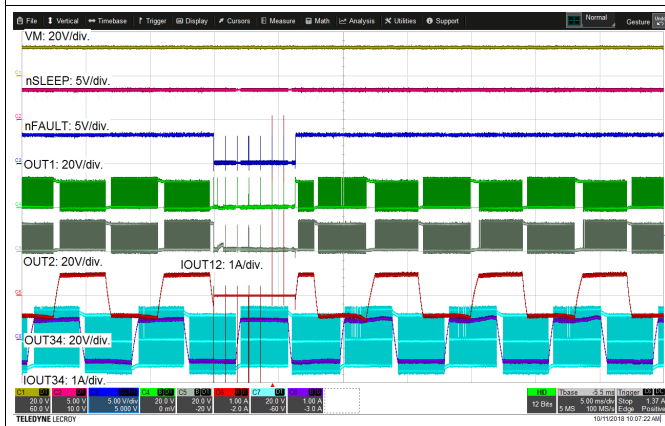 File Vertical Timebase Trigger Display Cursors Measure Math Analysis Utilities Support Normal Gesture Undo
VM: 20V/div.
nSLEEP: 5V/div.
nFAULT: 5V/div.
OUT1: 20V/div.
OUT2: 20V/div.
IOUT12: 1A/div.
OUT34: 20V/div.
IOUT34: 1A/div.
C1 C2 C4 C5 C6 C7 C8 HD Tbase -5.5 ms Trigger
20.0 V 5.00 V 5.00 V/div 20.0 V 20.0 V 1.00 A 20.0 V 1.00 A 12 Bits 5.00 ms/div Stop 1.37 A
60.0 V 10.0 V 5.000 V 0 mV -20 V -2.0 A -60 V -3.0 A 5 MS 100 MS/s Edge Positive
TELEDYNE LECROY 10/11/2018 10:07:22 AM